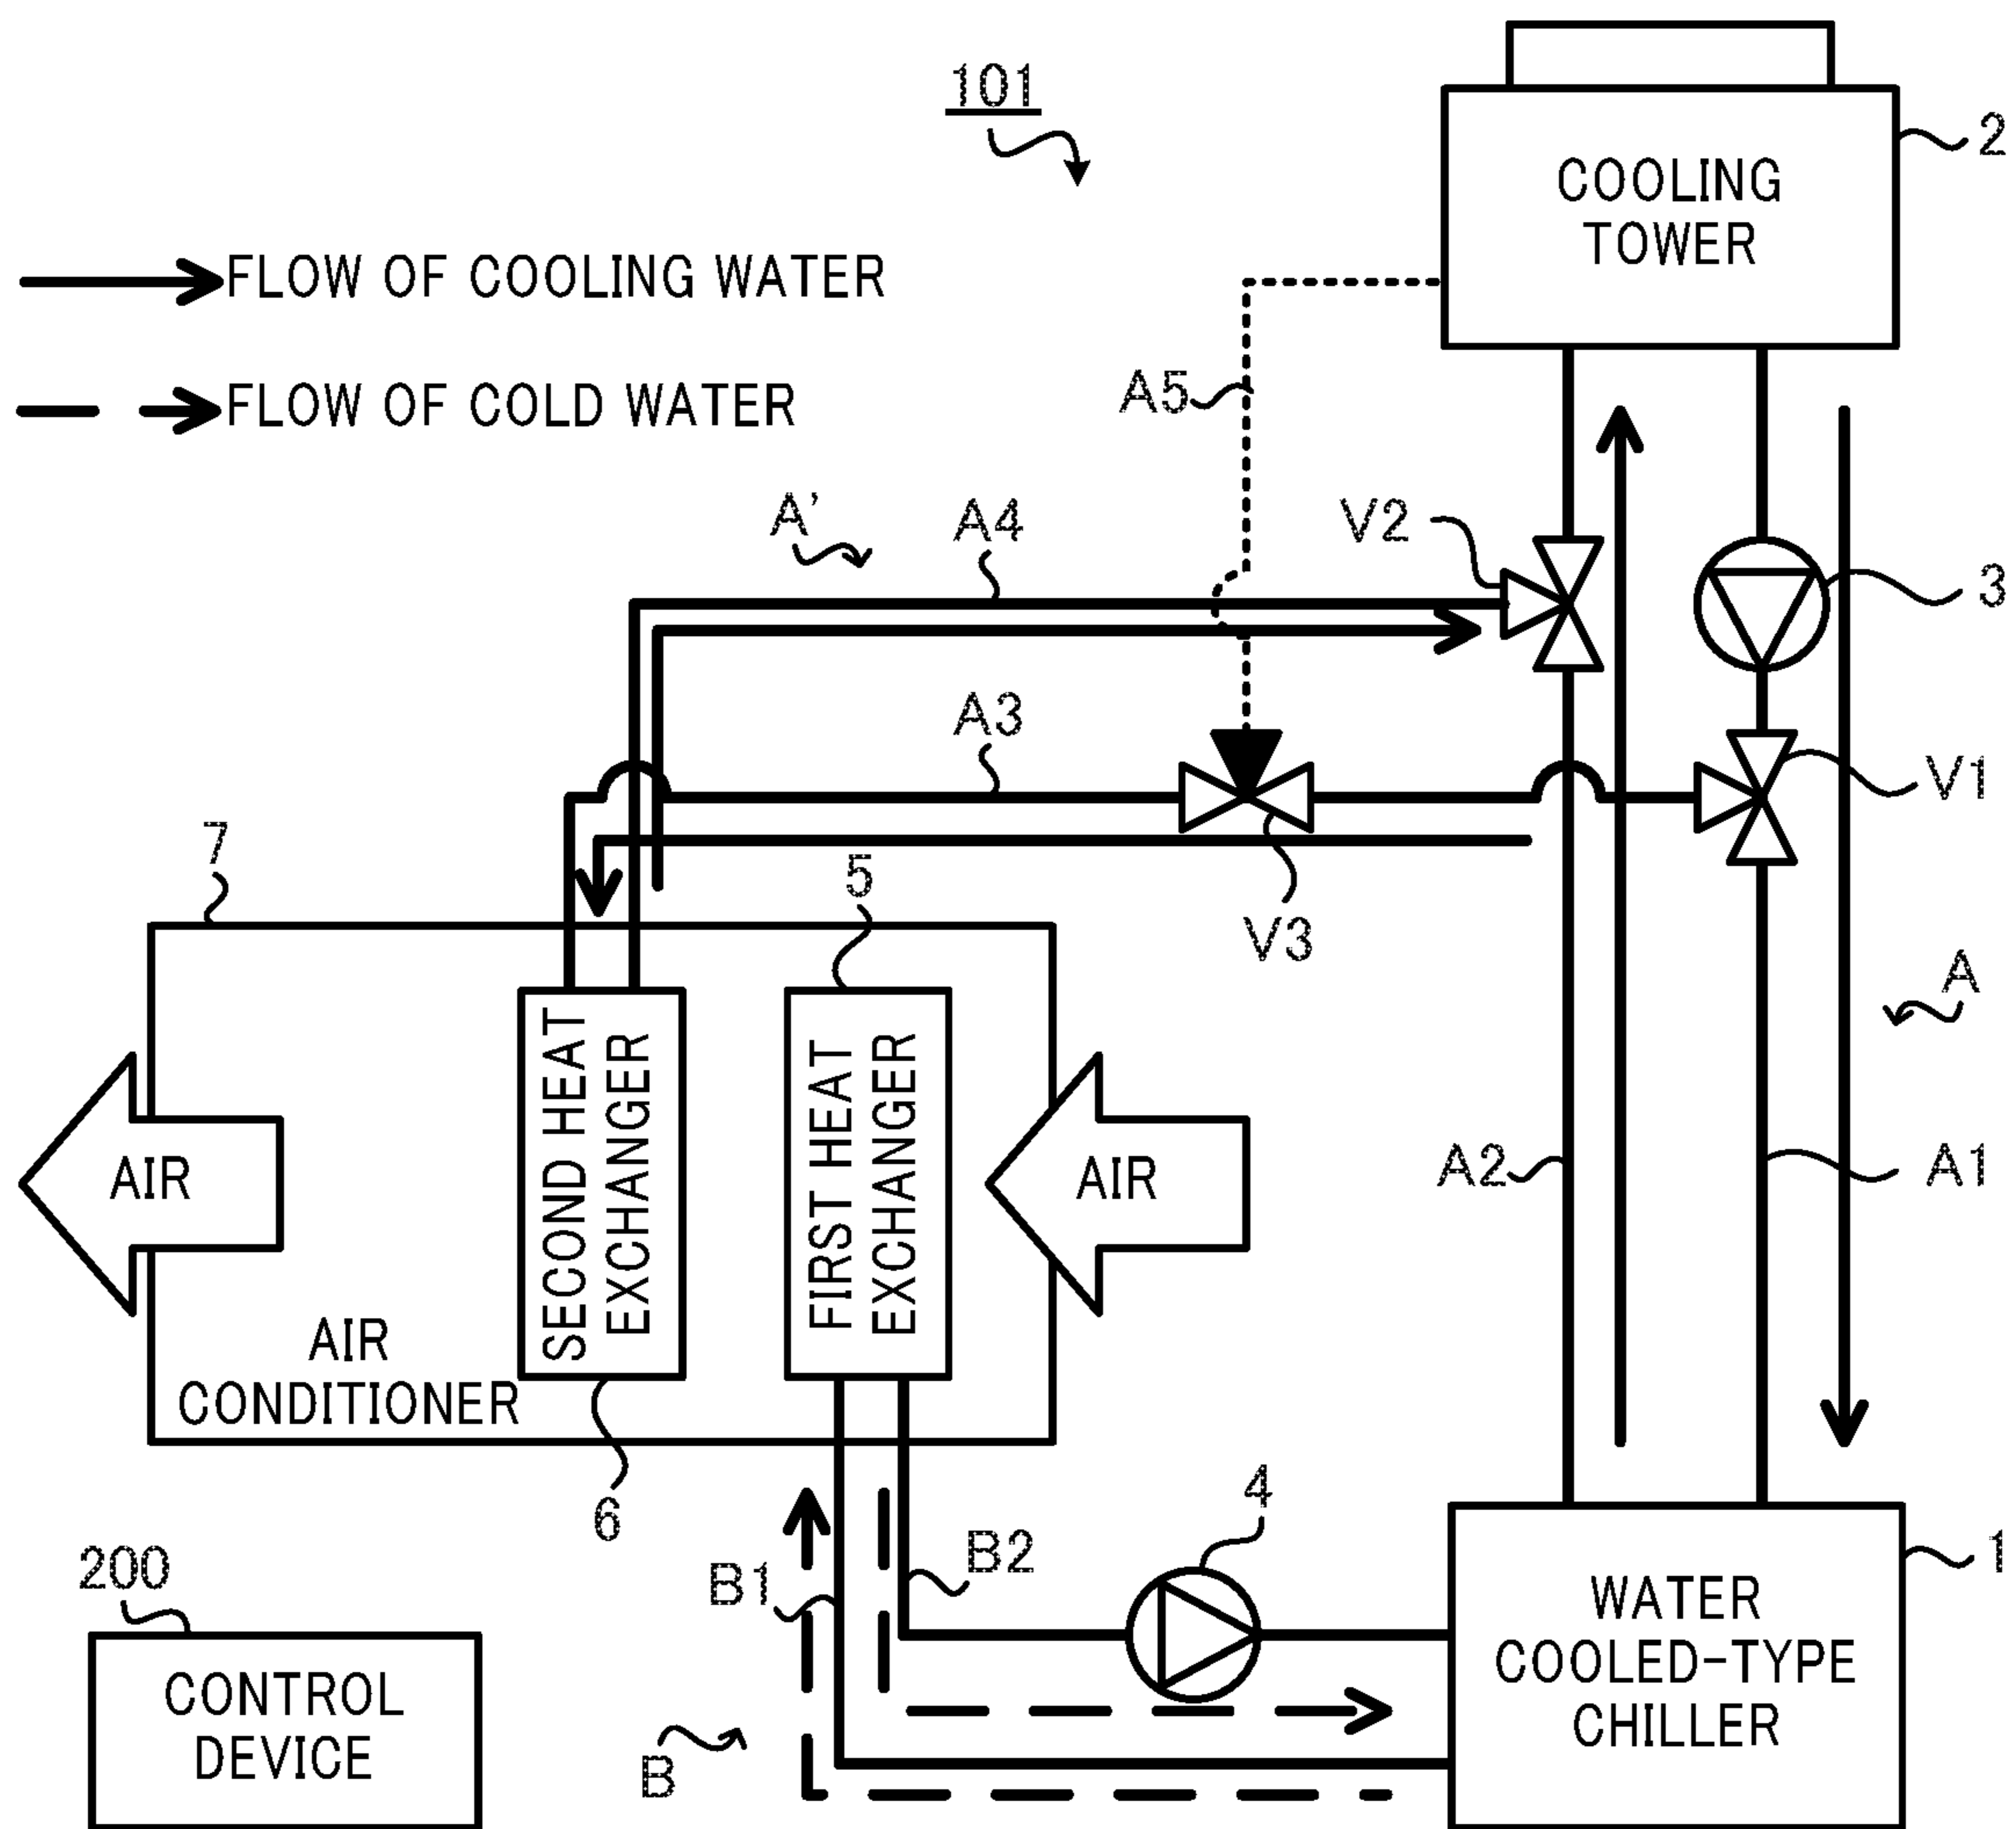 101
2
COOLING
TOWER
FLOW OF COOLING WATER
FLOW OF COLD WATER
A5
A'
A4
V2
3
A3
V1
7
5
V3
A
SECOND HEAT
EXCHANGER
FIRST HEAT
EXCHANGER
AIR
AIR
A2
A1
AIR
CONDITIONER
6
4
200
B1
B2
1
WATER
COOLED-TYPE
CHILLER
CONTROL
DEVICE
B